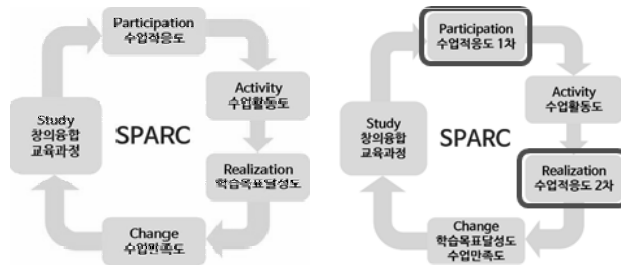 Participation
수업적응도
Activity
수업활동도
Study
창의융합
교육과정
SPARC
Realization
학습목표달성도
Change
수업만족도
Participation
수업적응도 1차
Activity
수업활동도
Study
창의융합
교육과정
SPARC
Realization
수업적응도 2차
Change
학습목표달성도
수업만족도